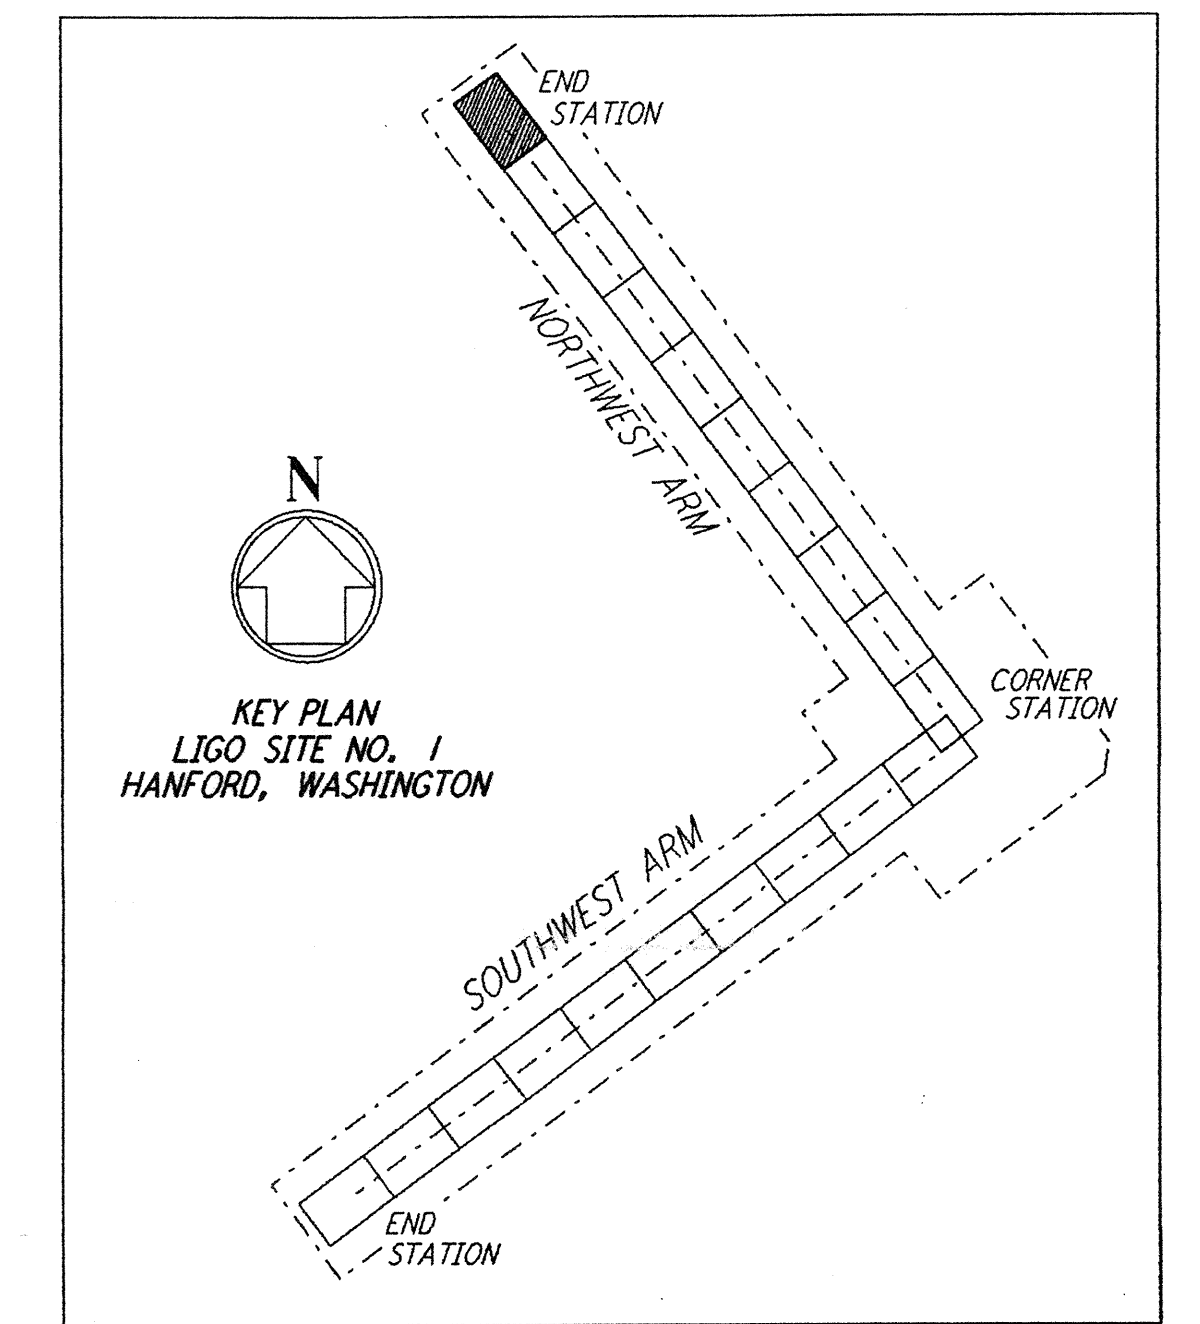 END
STATION
NORTHWEST ARM
N
KEY PLAN
LIGO SITE NO. 1
HANFORD, WASHINGTON
CORNER
STATION
SOUTHWEST ARM
END
STATION